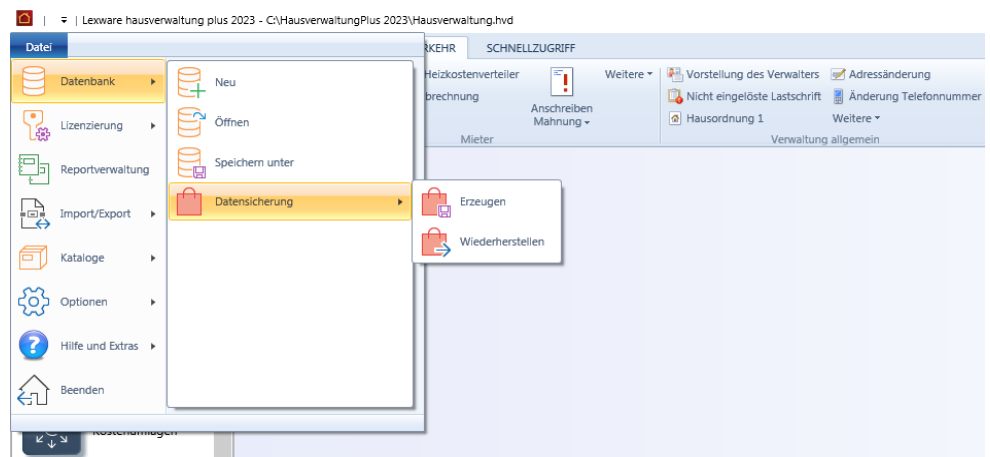 Lexware hausverwaltung plus 2023 - C:\HausverwaltungPlus 2023\Hausverwaltung.hvd
Datei
RKEHR SCHNELLZUGRIFF
Datenbank
Lizenzierung
Reportverwaltung
Import/Export
Kataloge
Optionen
Hilfe und Extras
Beenden
Neu
Öffnen
Speichern unter
Datensicherung
Erzeugen
Wiederherstellen
Heizkostenverteiler
brechnung
Mieter
Anschreiben
Mahnung
Weitere
Vorstellung des Verwalters
Nicht eingelöste Lastschrift
Hausordnung 1
Adressänderung
Änderung Telefonnummer
Weitere
Verwaltung allgemein